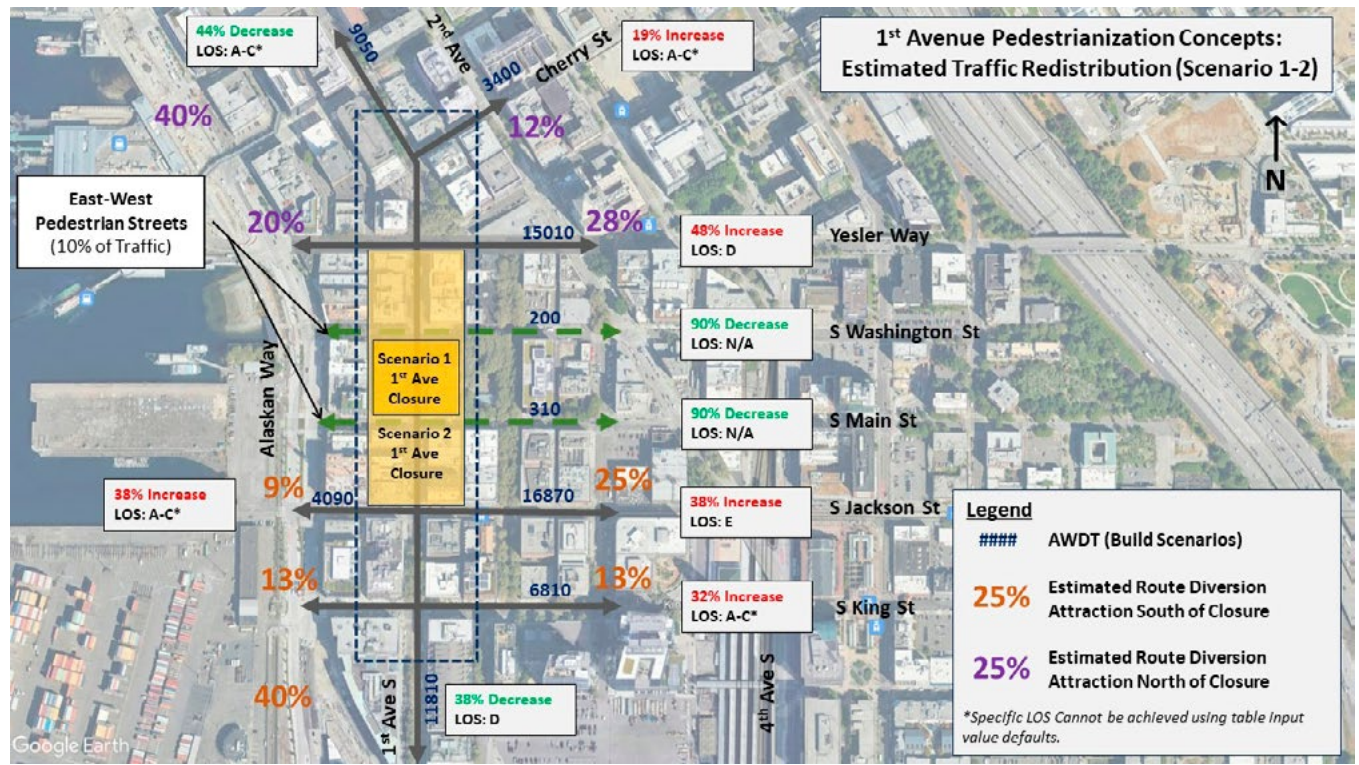 44% Decrease
LOS: A-C*
9050
2nd Ave
3400
Cherry St
19% Increase
LOS: A-C*
1st Avenue Pedestrianization Concepts:
Estimated Traffic Redistribution (Scenario 1-2)
40%
12%
N
East-West
Pedestrian Streets
(10% of Traffic)
20%
28%
15010
48% Increase
LOS: D
Yesler Way
200
90% Decrease
LOS: N/A
S Washington St
Scenario 1
1st Ave
Closure
Alaskan Way
310
90% Decrease
LOS: N/A
S Main St
Scenario 2
1st Ave
Closure
38% Increase
LOS: A-C*
9%
4090
25%
16870
38% Increase
LOS: E
S Jackson St
13%
13%
6810
32% Increase
LOS: A-C*
S King St
40%
1st Ave S
11810
38% Decrease
LOS: D
4th Ave S
Legend
#### AWDT (Build Scenarios)
25% Estimated Route Diversion
Attraction South of Closure
25% Estimated Route Diversion
Attraction North of Closure
*Specific LOS Cannot be achieved using table input
value defaults.
Google Earth